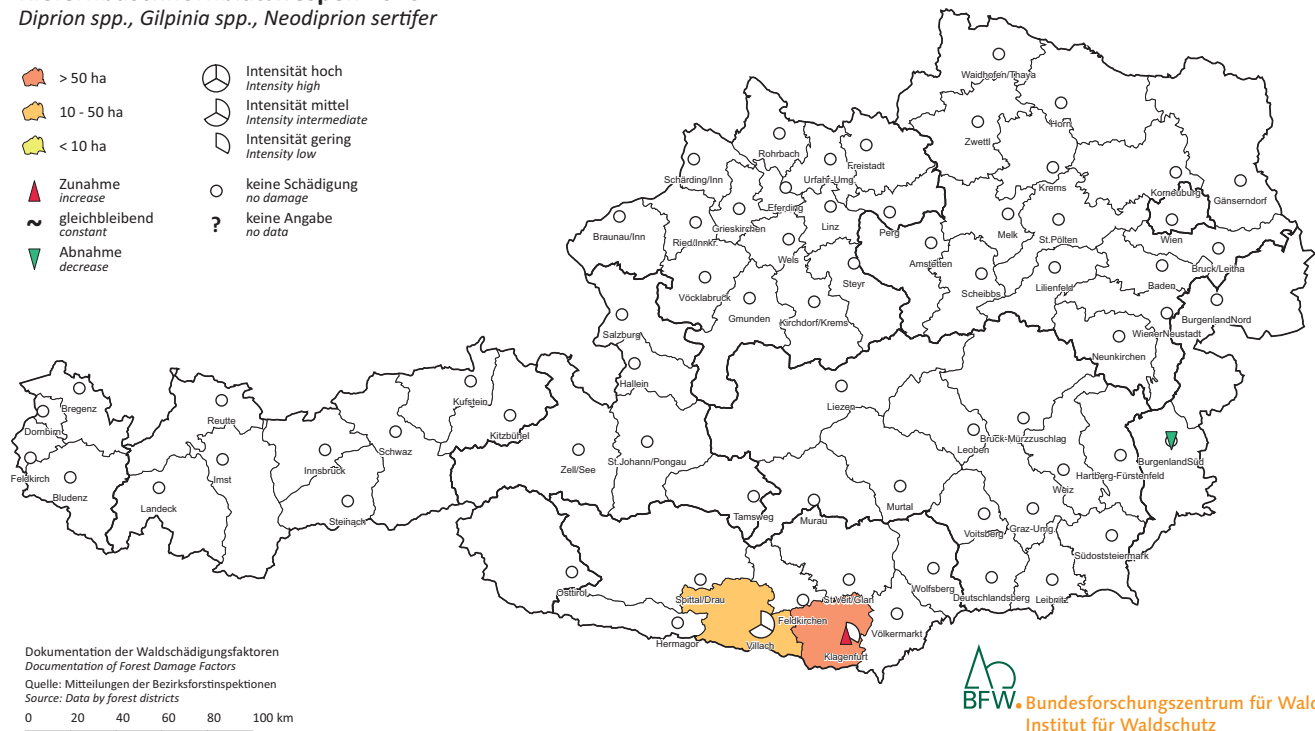 Diprion spp., Gilpinia spp., Neodiprion sertifer
> 50 ha
10 - 50 ha
< 10 ha
Intensität hoch
Intensity high
Intensität mittel
Intensity intermediate
Intensität gering
Intensity low
Zunahme
increase
~ gleichbleibend
constant
Abnahme
decrease
keine Schädigung
no damage
? keine Angabe
no data
Waidhofen/Thaya
Horn
Zwettl
Krems
Korneuburg
Gänserndorf
Rohrbach
Freistadt
Schärding/Inn
Urfahr-Umg.
Eferding
Grieskirchen
Linz
Perg
Braunau/Inn
Ried/Innkr.
Wels
Steyr
Amstetten
Melk
St.Pölten
Wien
Bruck/Leitha
Baden
Lilienfeld
Scheibbs
Vöcklabruck
Gmunden
Kirchdorf/Krems
BurgenlandNord
WienerNeustadt
Neunkirchen
Salzburg
Hallein
Kufstein
Kitzbühel
Bregenz
Dornbirn
Reutte
Feldkirch
Bludenz
Landeck
Imst
Innsbruck
Schwaz
Steinach
Zell/See
St.Johann/Pongau
Liezen
Leoben
Bruck-Mürzzuschlag
Hartberg-Fürstenfeld
BurgenlandSüd
Weiz
Tamsweg
Murau
Murtal
Voitsberg
Graz-Umg.
Südoststeiermark
Deutschlandsberg
Leibnitz
Osttirol
Spittal/Drau
Hermagor
Villach
Feldkirchen
St.Veit/Glan
Klagenfurt
Völkermarkt
Wolfsberg
Dokumentation der Waldschädigungsfaktoren
Documentation of Forest Damage Factors
Quelle: Mitteilungen der Bezirksforstinspektionen
Source: Data by forest districts
0 20 40 60 80 100 km
BFW
Bundesforschungszentrum für Wald
Institut für Waldschutz